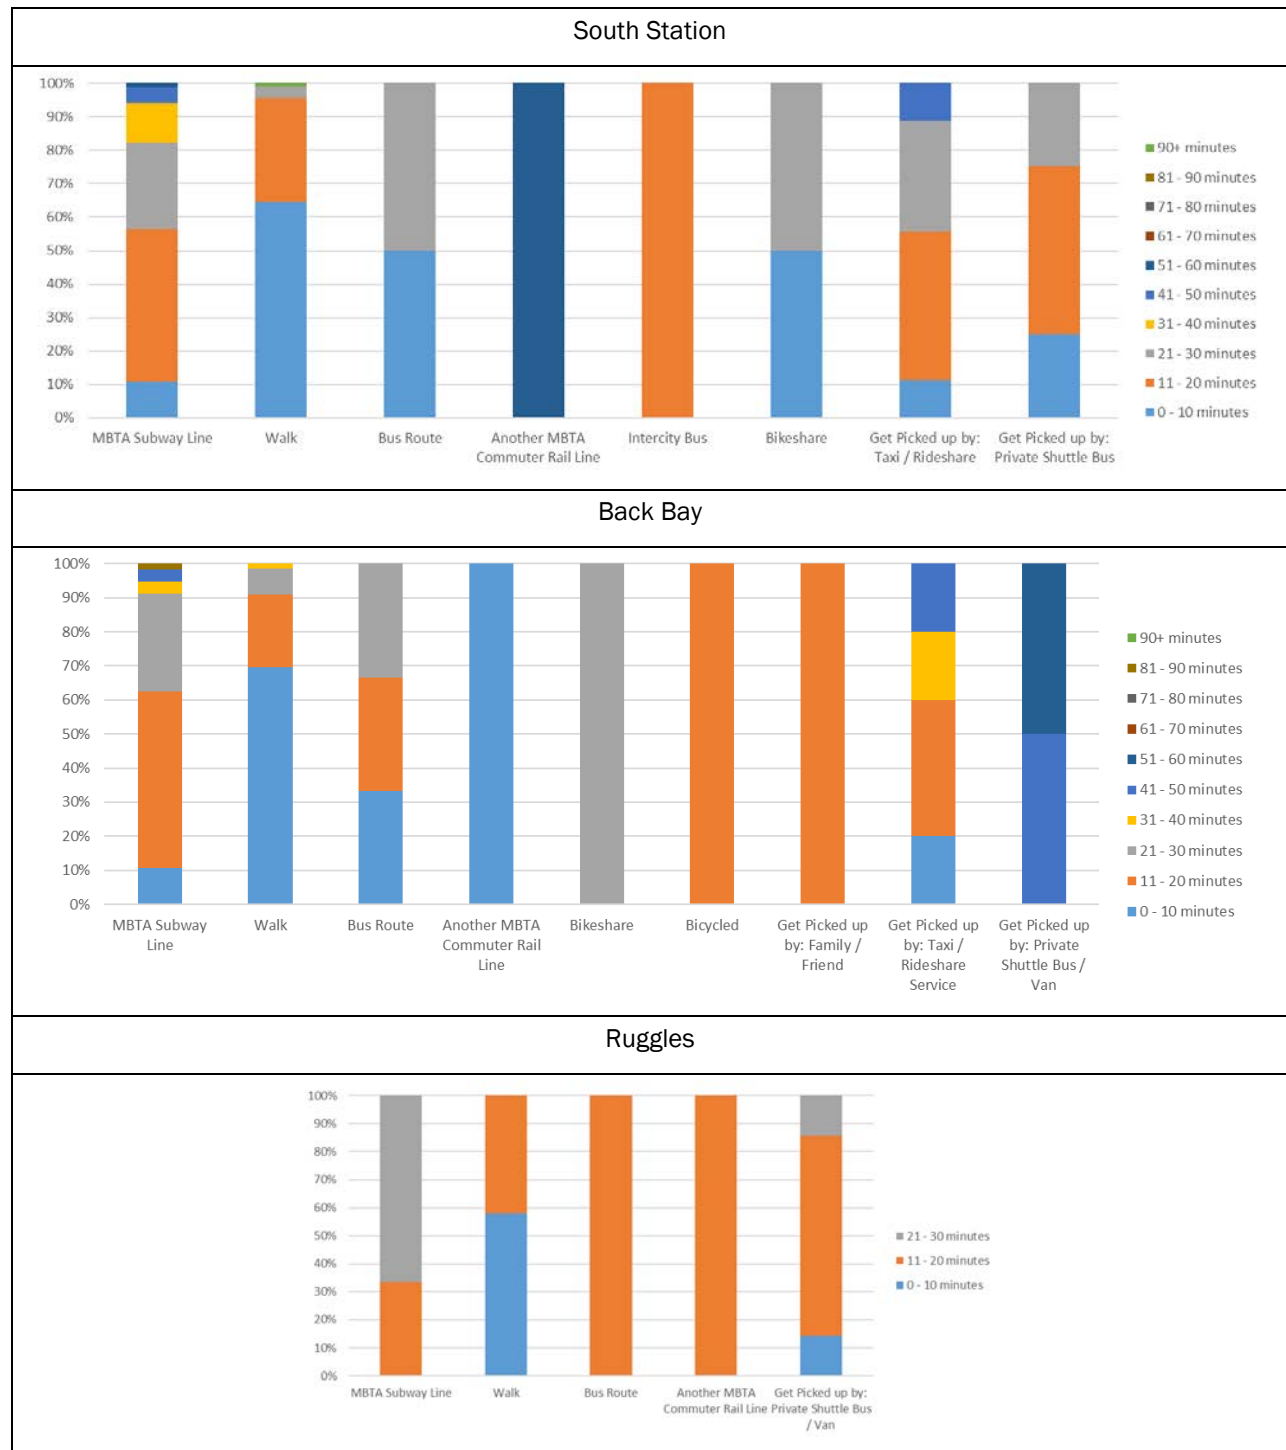 South Station
100%
90%
80%
70%
60%
50%
40%
30%
20%
10%
0%
MBTA Subway Line
Walk
Bus Route
Another MBTA
Commuter Rail Line
Intercity Bus
Bikeshare
Get Picked up by:
Taxi / Rideshare
Get Picked up by:
Private Shuttle Bus
90+ minutes
81 - 90 minutes
71 - 80 minutes
61 - 70 minutes
51 - 60 minutes
41 - 50 minutes
31 - 40 minutes
21 - 30 minutes
11 - 20 minutes
0 - 10 minutes
Back Bay
100%
90%
80%
70%
60%
50%
40%
30%
20%
10%
0%
MBTA Subway
Line
Walk
Bus Route
Another MBTA
Commuter Rail
Line
Bikeshare
Bicycled
Get Picked up
by: Family /
Friend
Get Picked up
by: Taxi /
Rideshare
Service
Get Picked up
by: Private
Shuttle Bus /
Van
90+ minutes
81 - 90 minutes
71 - 80 minutes
61 - 70 minutes
51 - 60 minutes
41 - 50 minutes
31 - 40 minutes
21 - 30 minutes
11 - 20 minutes
0 - 10 minutes
Ruggles
100%
90%
80%
70%
60%
50%
40%
30%
20%
10%
0%
MBTA Subway Line
Walk
Bus Route
Another MBTA
Commuter Rail Line
Get Picked up by:
Private Shuttle Bus
/ Van
21 - 30 minutes
11 - 20 minutes
0 - 10 minutes